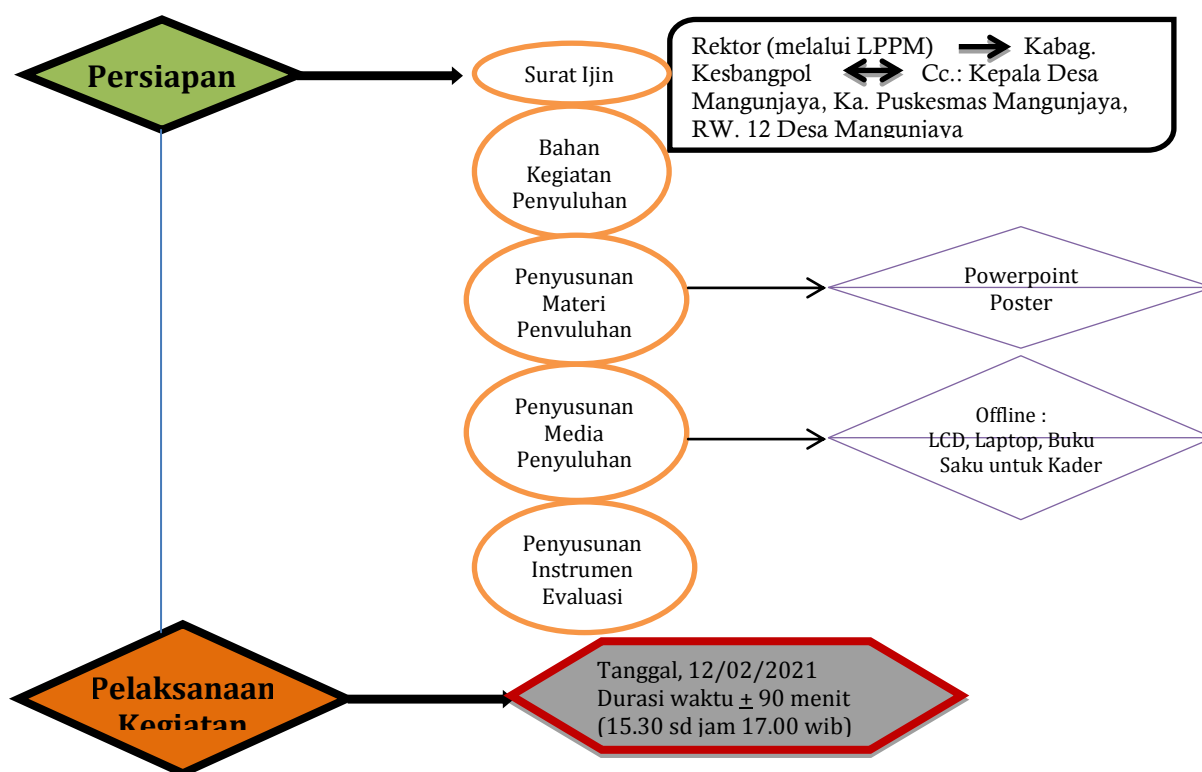 Persiapan
Surat Ijin
Rektor (melalui LPPM) Kabag.
Kesbangpol Cc.: Kepala Desa
Mangunjaya, Ka. Puskesmas Mangunjaya,
RW. 12 Desa Mangunjaya
Bahan
Kegiatan
Penyuluhan
Penyusunan
Materi
Penyuluhan
Powerpoint
Poster
Penyusunan
Media
Penyuluhan
Offline :
LCD, Laptop, Buku
Saku untuk Kader
Penyusunan
Instrumen
Evaluasi
Pelaksanaan
Kegiatan
Tanggal, 12/02/2021
Durasi waktu ± 90 menit
(15.30 sd jam 17.00 wib)